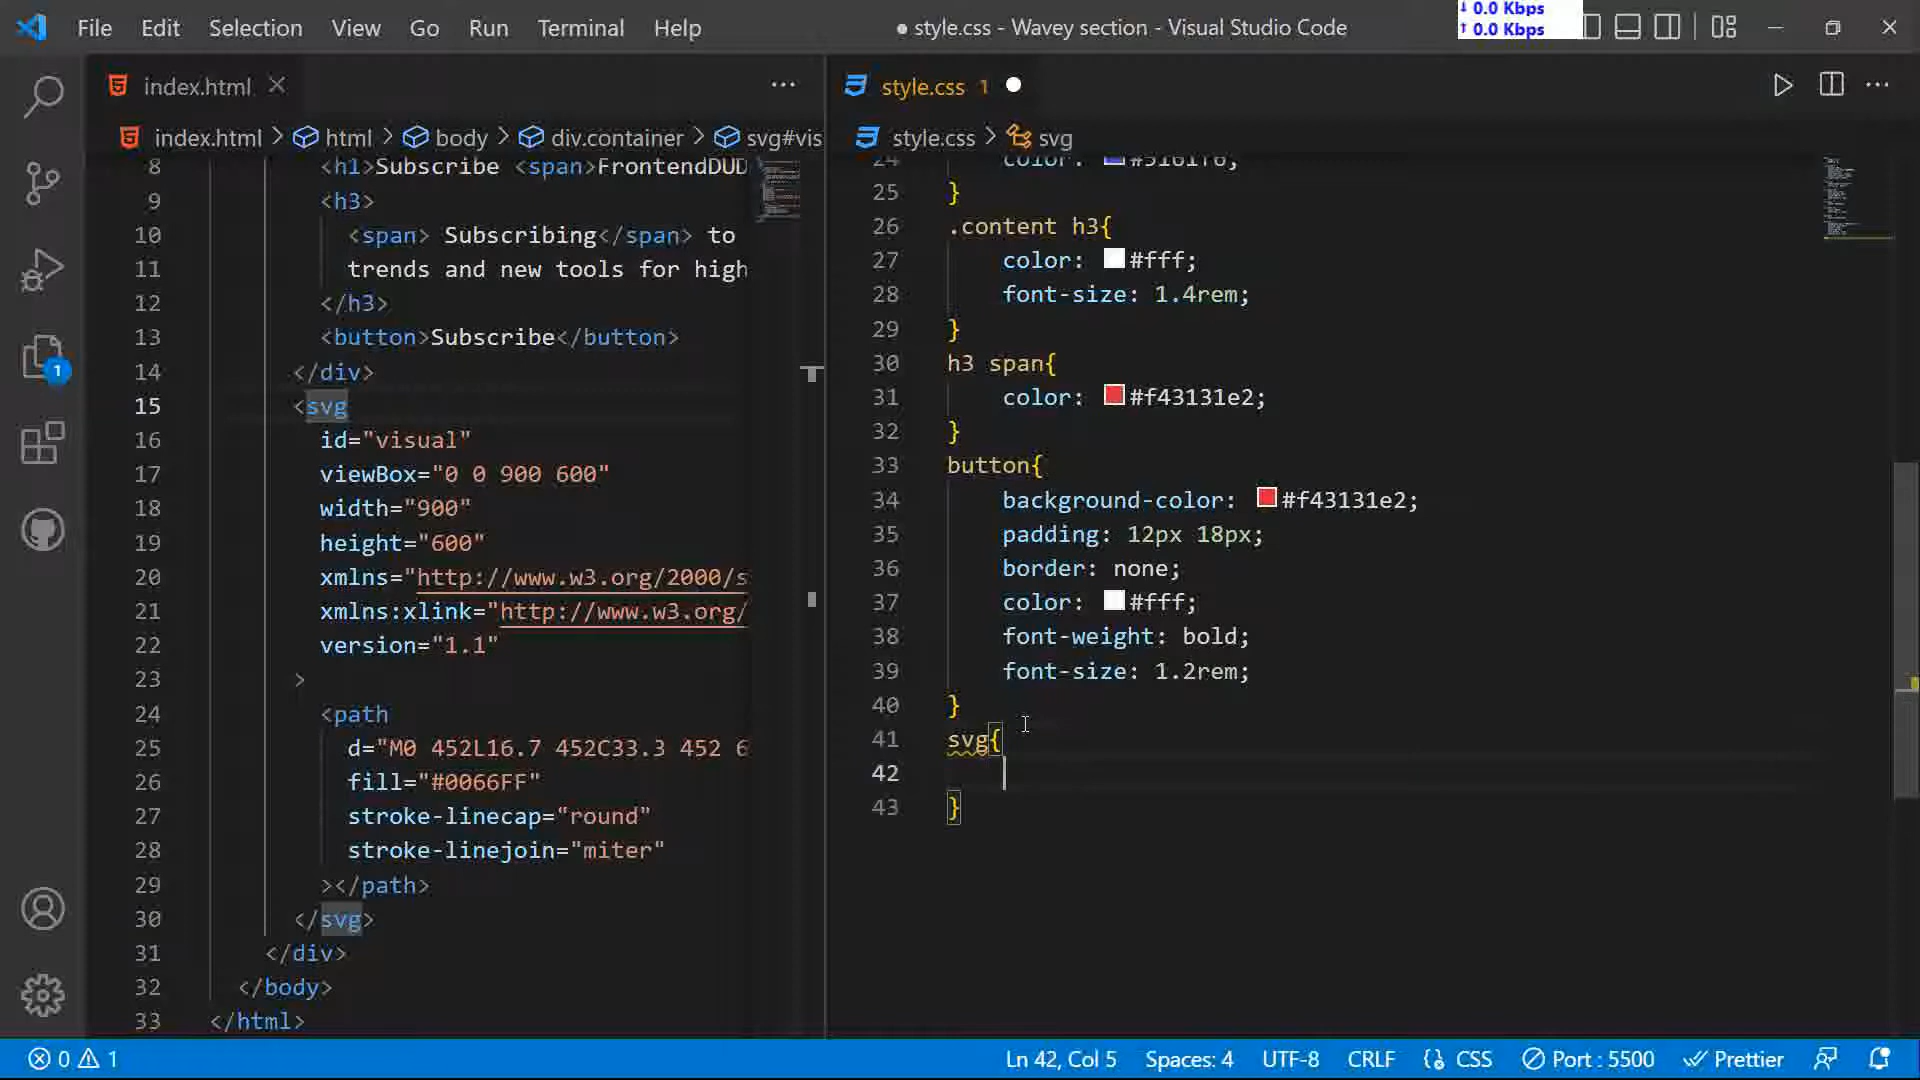 File Edit Selection View Go Run Terminal Help
● style.css - Wavey section - Visual Studio Code
↓ 0.0 Kbps
↑ 0.0 Kbps
index.html
index.html > html > body > div.container > svg#vis
8 <h1>Subscribe <span>FrontendDUD
9 <h3>
10 <span> Subscribing</span> to
11 trends and new tools for high
12 </h3>
13 <button>Subscribe</button>
14 </div>
15 <svg
16 id="visual"
17 viewBox="0 0 900 600"
18 width="900"
19 height="600"
20 xmlns="http://www.w3.org/2000/s
21 xmlns:xlink="http://www.w3.org/
22 version="1.1"
23 >
24 <path
25 d="M0 452L16.7 452C33.3 452 6
26 fill="#0066FF"
27 stroke-linecap="round"
28 stroke-linejoin="miter"
29 ></path>
30 </svg>
31 </div>
32 </body>
33 </html>
style.css 1
style.css > svg
24 color: #5161f6;
25 }
26 .content h3{
27 color: #fff;
28 font-size: 1.4rem;
29 }
30 h3 span{
31 color: #f43131e2;
32 }
33 button{
34 background-color: #f43131e2;
35 padding: 12px 18px;
36 border: none;
37 color: #fff;
38 font-weight: bold;
39 font-size: 1.2rem;
40 }
41 svg{
42
43 }
1
0 1
Ln 42, Col 5 Spaces: 4 UTF-8 CRLF CSS Port : 5500 Prettier